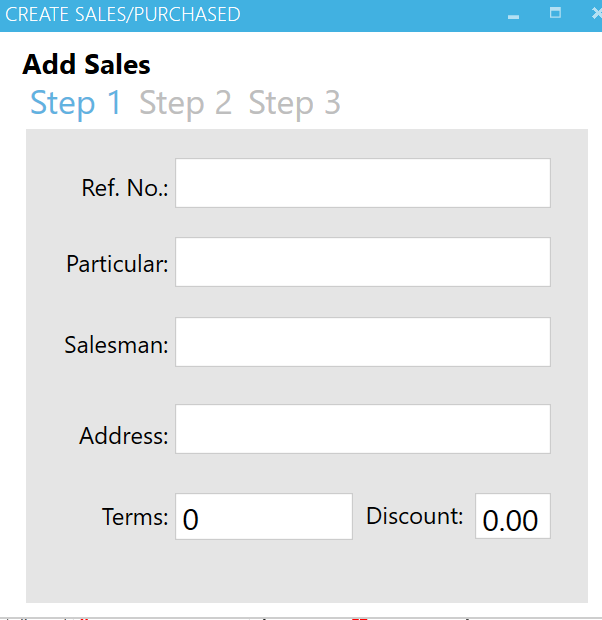 CREATE SALES/PURCHASED
Add Sales
Step 1 Step 2 Step 3
Ref. No.:
Particular:
Salesman:
Address:
Terms: 0 Discount: 0.00